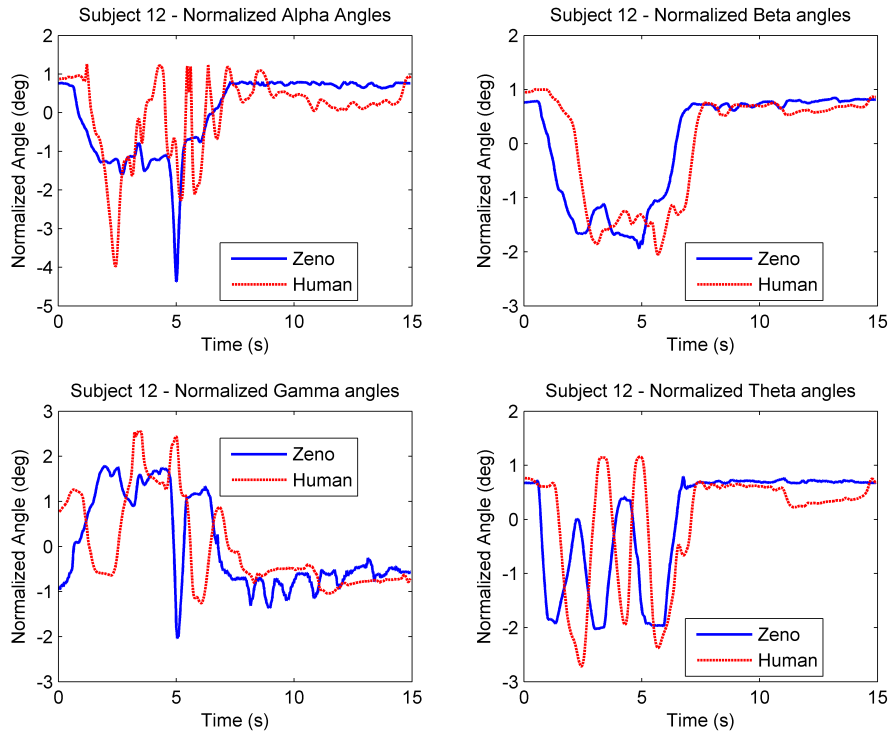 Subject 12 - Normalized Alpha Angles
Normalized Angle (deg)
2
1
0
-1
-2
-3
-4
-5
0
5
10
15
Time (s)
Zeno
Human
Subject 12 - Normalized Beta angles
Normalized Angle (deg)
2
1
0
-1
-2
-3
0
5
10
15
Time (s)
Zeno
Human
Subject 12 - Normalized Gamma angles
Normalized Angle (deg)
3
2
1
0
-1
-2
-3
0
5
10
15
Time (s)
Zeno
Human
Subject 12 - Normalized Theta angles
Normalized Angle (deg)
2
1
0
-1
-2
-3
0
5
10
15
Time (s)
Zeno
Human